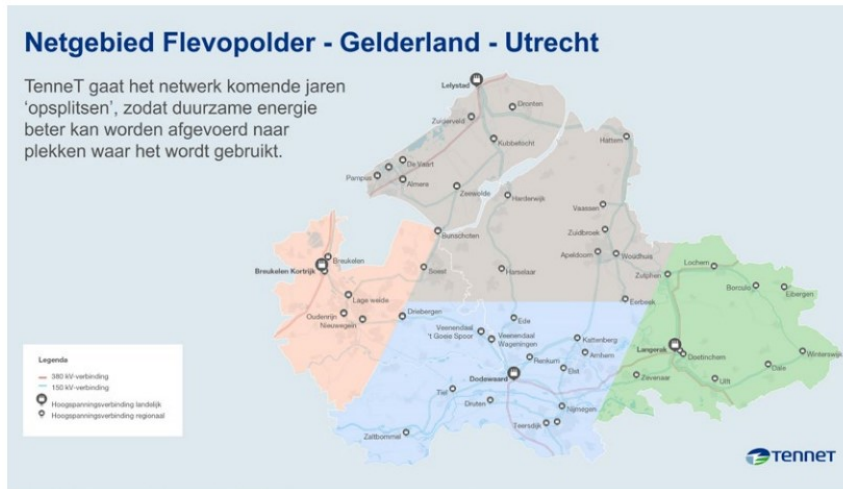 Netgebied Flevopolder - Gelderland - Utrecht
TenneT gaat het netwerk komende jaren
'opsplitsen', zodat duurzame energie
beter kan worden afgevoerd naar
plekken waar het wordt gebruikt.
Lelystad
Dronten
Zuigerveld
Kubbetocht
Hattem
De Vaart
Pampus
Almere
Zeewolde
Harderwijk
Vaassen
Zuidbroek
Bunschoten
Apeldoorn
Woudhuis
Breukelen
Breukelen Kortrijk
Soest
Harselaar
Zutphen
Lochem
Borculo
Eibergen
Lage weide
Eerbeek
Oudenrijn
Nieuwegein
Driebergen
Ede
Veenendaal
't Goeie Spoor
Veenendaal
Wageningen
Kattenberg
Arnhem
Renkum
Langerak
Doetinchem
Winterswijk
Dale
Dodewaard
Elst
Zevenaar
Ulft
Tiel
Druten
Nijmegen
Teersdijk
Zaltbommel
Legenda
380 kV-verbinding
150 kV-verbinding
Hoogspanningsverbinding landelijk
Hoogspanningsverbinding regionaal
TENNET